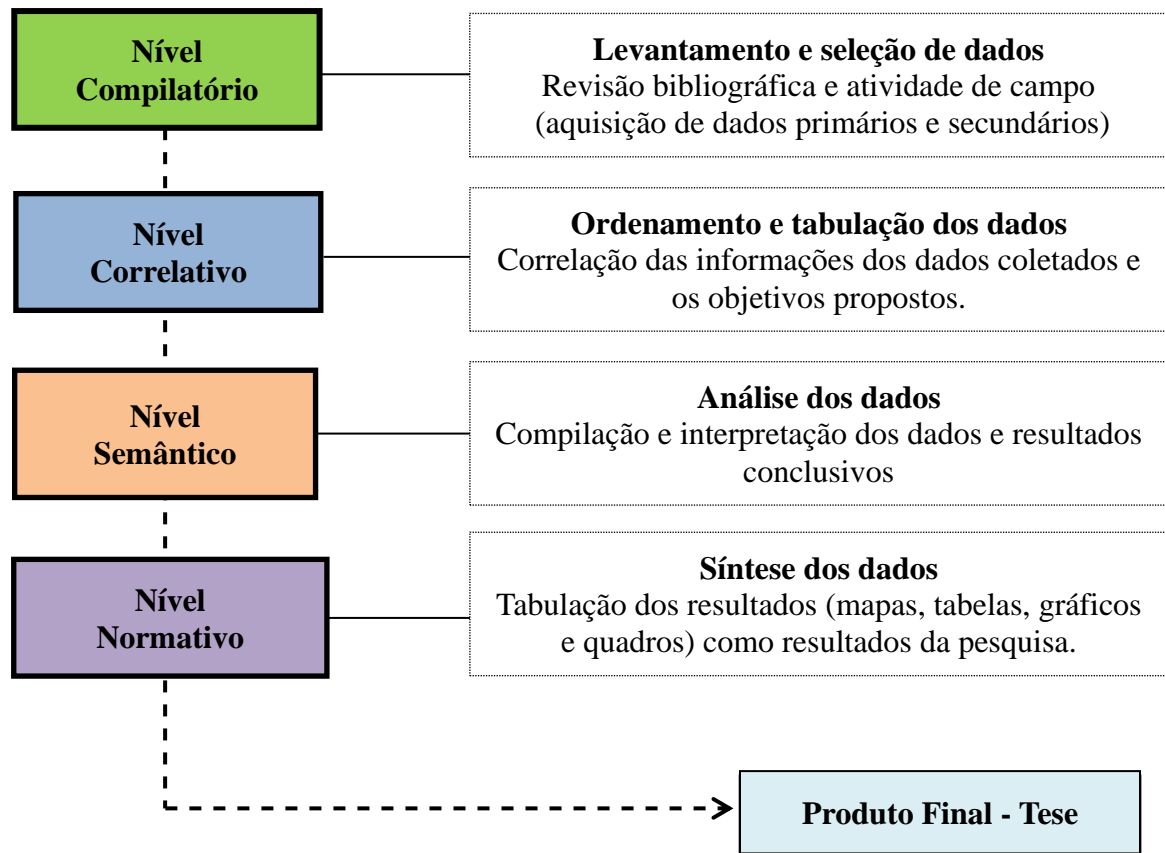 Nível
Compilatório
Levantamento e seleção de dados
Revisão bibliográfica e atividade de campo
(aquisição de dados primários e secundários)
Nível
Correlativo
Ordenamento e tabulação dos dados
Correlação das informações dos dados coletados e
os objetivos propostos.
Nível
Semântico
Análise dos dados
Compilação e interpretação dos dados e resultados
conclusivos
Nível
Normativo
Síntese dos dados
Tabulação dos resultados (mapas, tabelas, gráficos
e quadros) como resultados da pesquisa.
Produto Final - Tese